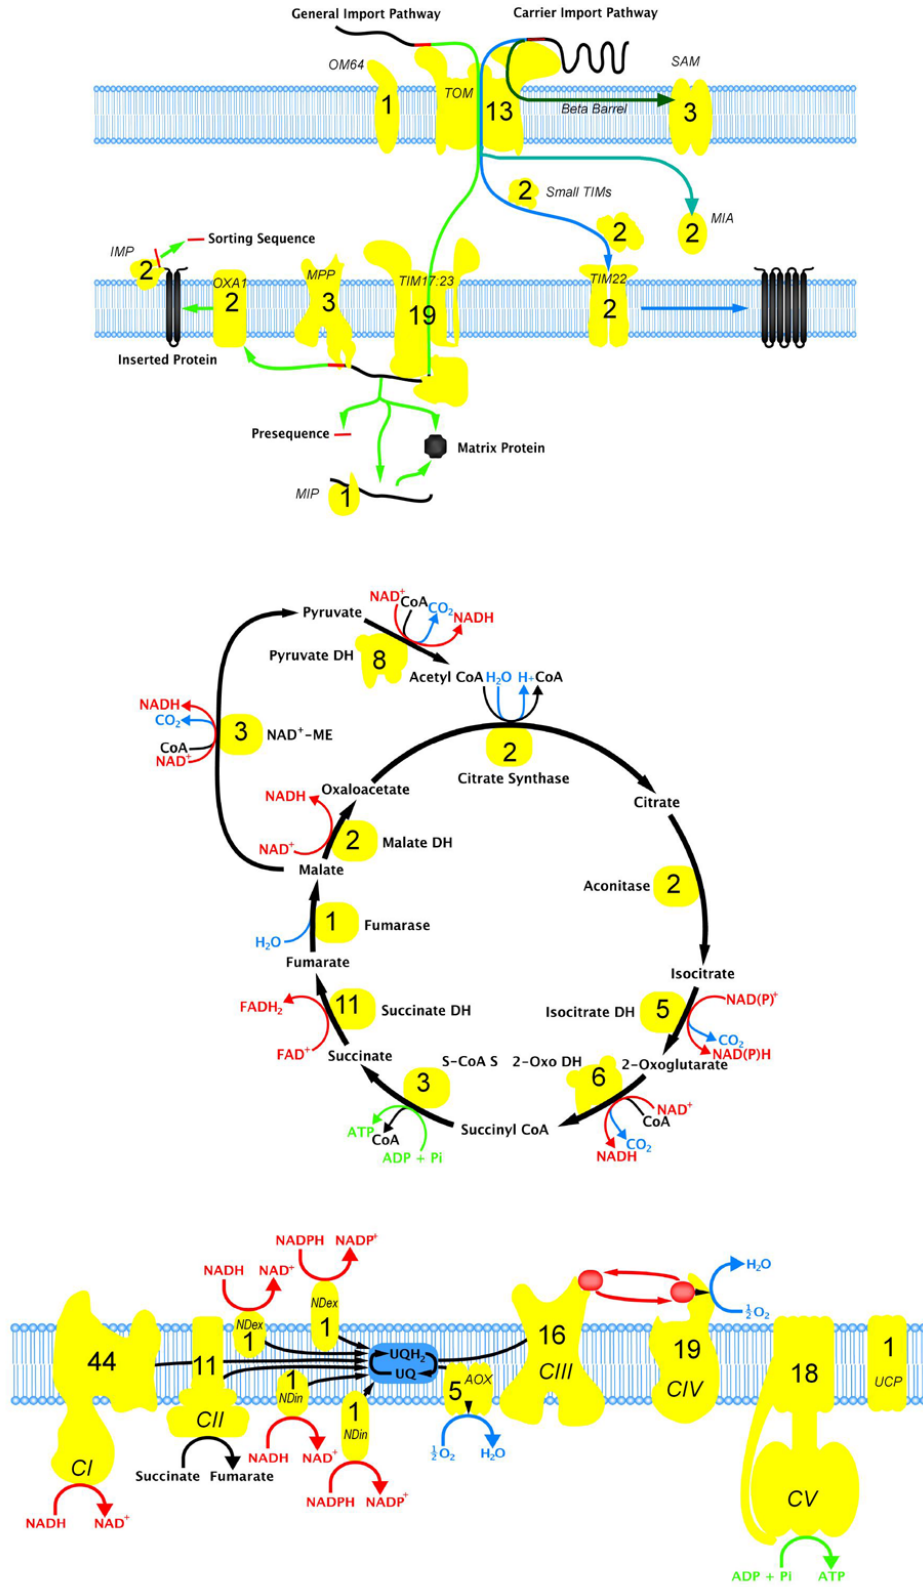 General Import Pathway
Carrier Import Pathway
OM64
SAM
TOM
1
13
3
Beta Barrel
2
Small TIMs
2
2
MIA
Sorting Sequence
IMP
2
OXA1
2
MPP
3
TIM17:23
19
TIM22
2
Inserted Protein
Presequence
Matrix Protein
MIP
1
Pyruvate
NAD+
CoA
CO2
NADH
Pyruvate DH
8
Acetyl CoA
H2O
H+
CoA
NADH
CO2
CoA
NAD+
3
NAD+-ME
2
Citrate Synthase
Oxaloacetate
Citrate
NADH
NAD+
2
Malate DH
Malate
Aconitase
2
1
Fumarase
H2O
Fumarate
Isocitrate
FADH2
FAD+
11
Succinate DH
Isocitrate DH
5
NAD(P)+
CO2
NAD(P)H
Succinate
S-CoA S
2-Oxo DH
2-Oxoglutarate
3
6
NAD+
CoA
CO2
NADH
ATP
CoA
ADP + Pi
Succinyl CoA
NADPH
NADP+
NADH
NAD+
H2O
½O2
NDex
1
NDex
1
44
11
UQH2
UQ
16
CIII
19
CIV
18
1
UCP
1
NDin
1
NDin
5
AOX
CII
CI
½O2
H2O
Succinate
Fumarate
NADH
NAD+
NADPH
NADP+
NADH
NAD+
CV
ADP + Pi
ATP